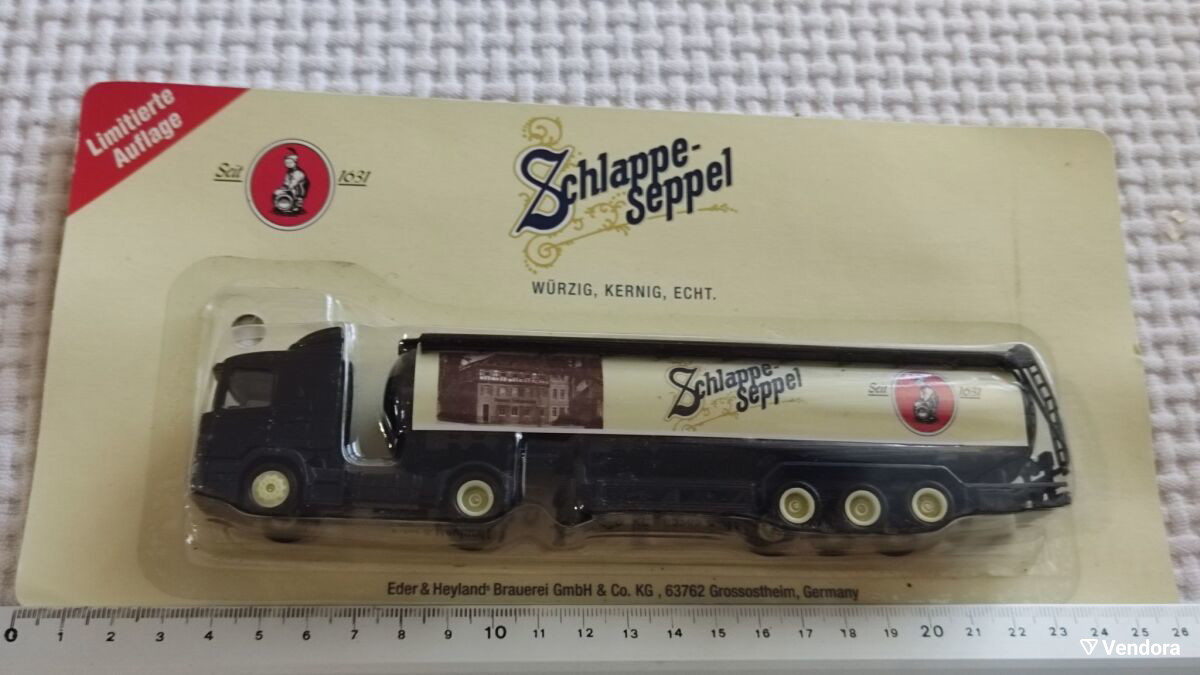 Limitierte
Auflage
Seit 1631
Schlappe-
Seppel
WÜRZIG, KERNIG, ECHT.
Schlappe-
Seppel
Seit 1631
Eder & Heylands Brauerei GmbH & Co. KG , 63762 Grossostheim, Germany
0 1 2 3 4 5 6 7 8 9 10 11 12 13 14 15 16 17 18 19 20 21 22 23 24 25 26
Vendora